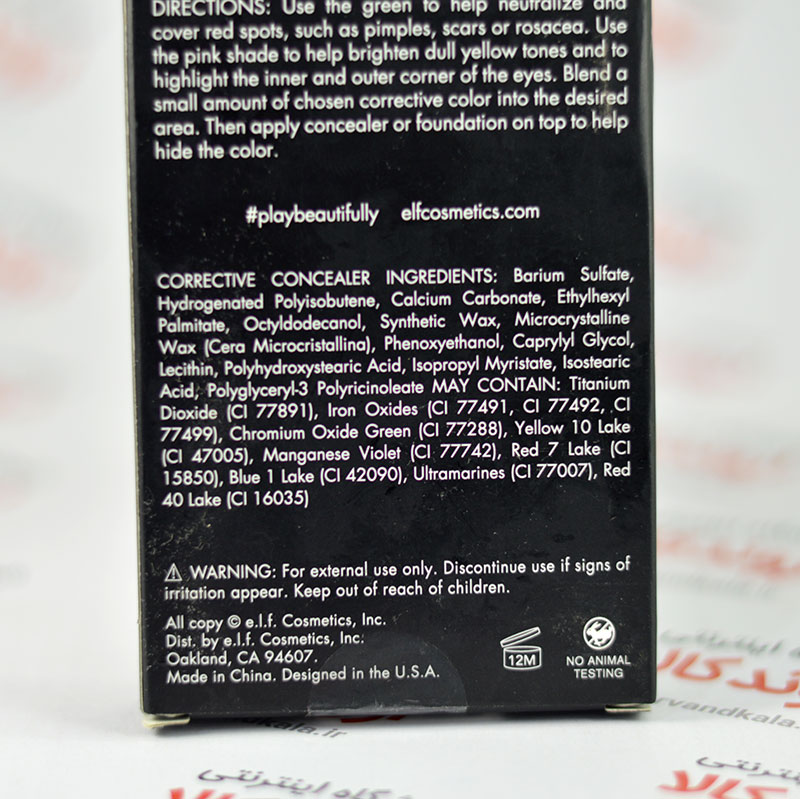 DIRECTIONS: Use the green to help neutralize and
cover red spots, such as pimples, scars or rosacea. Use
the pink shade to help brighten dull yellow tones and to
highlight the inner and outer corner of the eyes. Blend a
small amount of chosen corrective color into the desired
area. Then apply concealer or foundation on top to help
hide the color.
#playbeautifully elfcosmetics.com
CORRECTIVE CONCEALER INGREDIENTS: Barium Sulfate,
Hydrogenated Polyisobutene, Calcium Carbonate, Ethylhexyl
Palmitate, Octyldodecanol, Synthetic Wax, Microcrystalline
Wax (Cera Microcristallina), Phenoxyethanol, Caprylyl Glycol,
Lecithin, Polyhydroxystearic Acid, Isopropyl Myristate, Isostearic
Acid, Polyglyceryl-3 Polyricinoleate MAY CONTAIN: Titanium
Dioxide (CI 77891), Iron Oxides (CI 77491, CI 77492, CI
77499), Chromium Oxide Green (CI 77288), Yellow 10 Lake
(CI 47005), Manganese Violet (CI 77742), Red 7 Lake (CI
15850), Blue 1 Lake (CI 42090), Ultramarines (CI 77007), Red
40 Lake (CI 16035)
⚠ WARNING: For external use only. Discontinue use if signs of
irritation appear. Keep out of reach of children.
All copy © e.l.f. Cosmetics, Inc.
Dist. by e.l.f. Cosmetics, Inc.
Oakland, CA 94607.
Made in China. Designed in the U.S.A.
12M
NO ANIMAL
TESTING
rvandkala.ir
فروشگاه اینترنتی